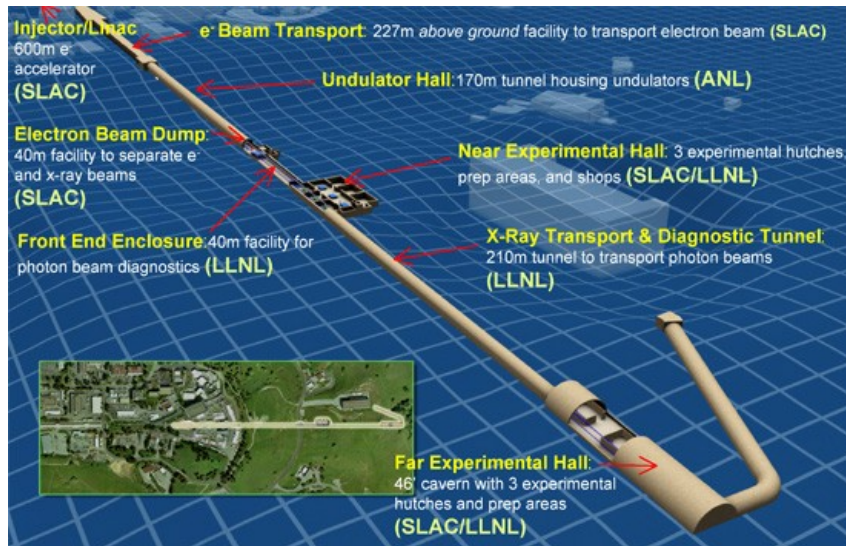 Injector/Linac
600m e-
accelerator
(SLAC)
e- Beam Transport: 227m above ground facility to transport electron beam (SLAC)
Undulator Hall:170m tunnel housing undulators (ANL)
Electron Beam Dump:
40m facility to separate e-
and x-ray beams
(SLAC)
Near Experimental Hall: 3 experimental hutches,
prep areas, and shops (SLAC/LLNL)
Front End Enclosure:40m facility for
photon beam diagnostics (LLNL)
X-Ray Transport & Diagnostic Tunnel:
210m tunnel to transport photon beams
(LLNL)
Far Experimental Hall:
46' cavern with 3 experimental
hutches and prep areas
(SLAC/LLNL)